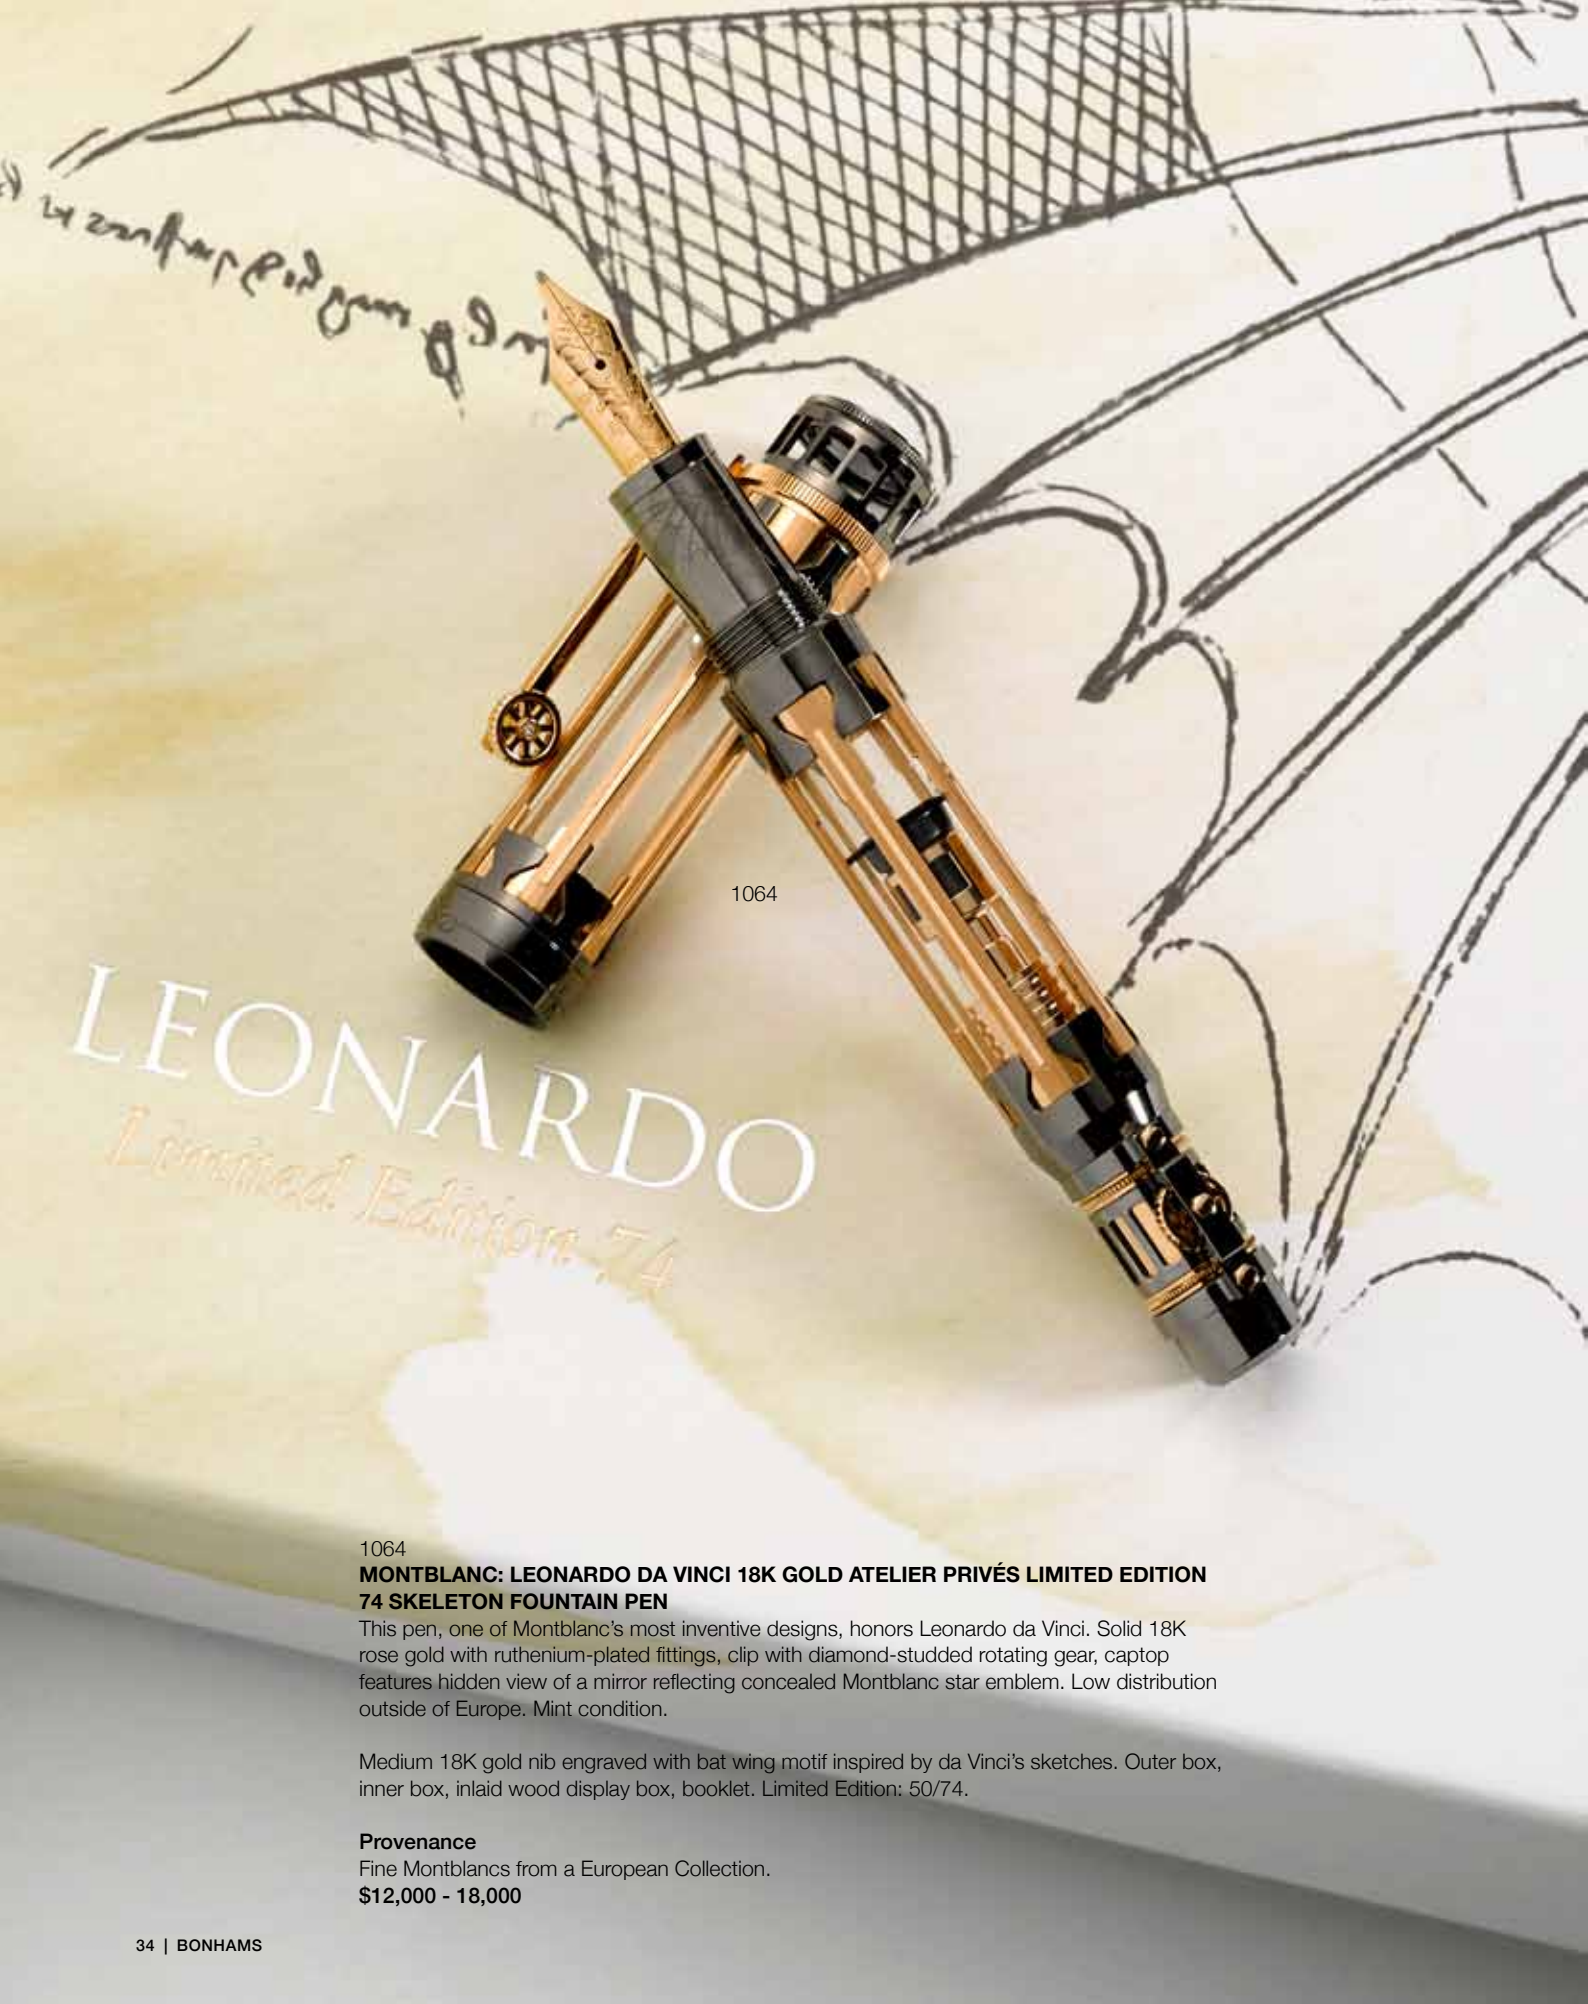 1064
LEONARDO
Limited Edition 74
1064
MONTBLANC: LEONARDO DA VINCI 18K GOLD ATELIER PRIVÉS LIMITED EDITION
74 SKELETON FOUNTAIN PEN
This pen, one of Montblanc’s most inventive designs, honors Leonardo da Vinci. Solid 18K
rose gold with ruthenium-plated fittings, clip with diamond-studded rotating gear, captop
features hidden view of a mirror reflecting concealed Montblanc star emblem. Low distribution
outside of Europe. Mint condition.
Medium 18K gold nib engraved with bat wing motif inspired by da Vinci’s sketches. Outer box,
inner box, inlaid wood display box, booklet. Limited Edition: 50/74.
Provenance
Fine Montblancs from a European Collection.
$12,000 - 18,000
34 | BONHAMS